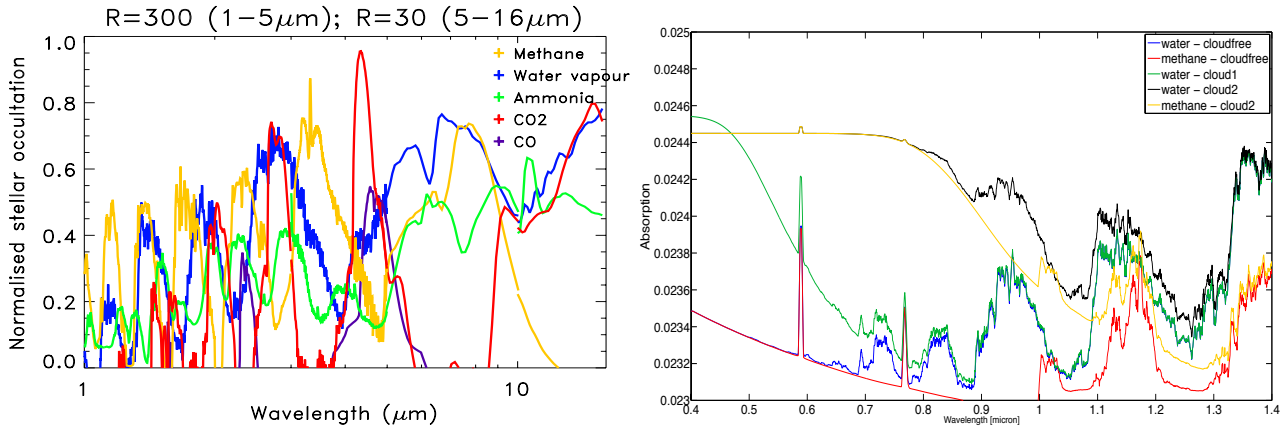 R=300 (1−5μm); R=30 (5−16μm)
Normalised stellar occultation
1.0
0.8
0.6
0.4
0.2
0.0
Methane
Water vapour
Ammonia
CO2
CO
1
10
Wavelength (μm)
Absorption
0.025
0.0248
0.0246
0.0244
0.0242
0.024
0.0238
0.0236
0.0234
0.0232
0.023
water − cloudfree
methane − cloudfree
water − cloud1
water − cloud2
methane − cloud2
0.4
0.5
0.6
0.7
0.8
0.9
1
1.1
1.2
1.3
1.4
Wavelength [micron]